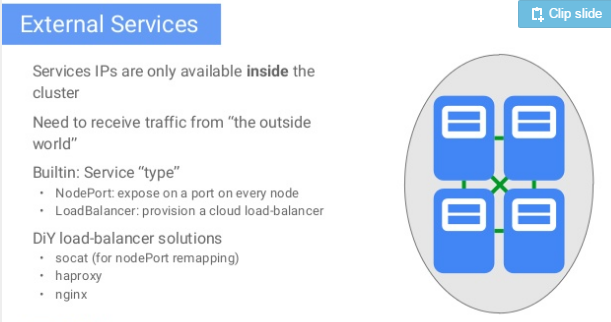 External Services
Clip slide
Services IPs are only available inside the
cluster
Need to receive traffic from “the outside
world”
Builtin: Service “type”
• NodePort: expose on a port on every node
• LoadBalancer: provision a cloud load-balancer
DiY load-balancer solutions
• socat (for nodePort remapping)
• haproxy
• nginx